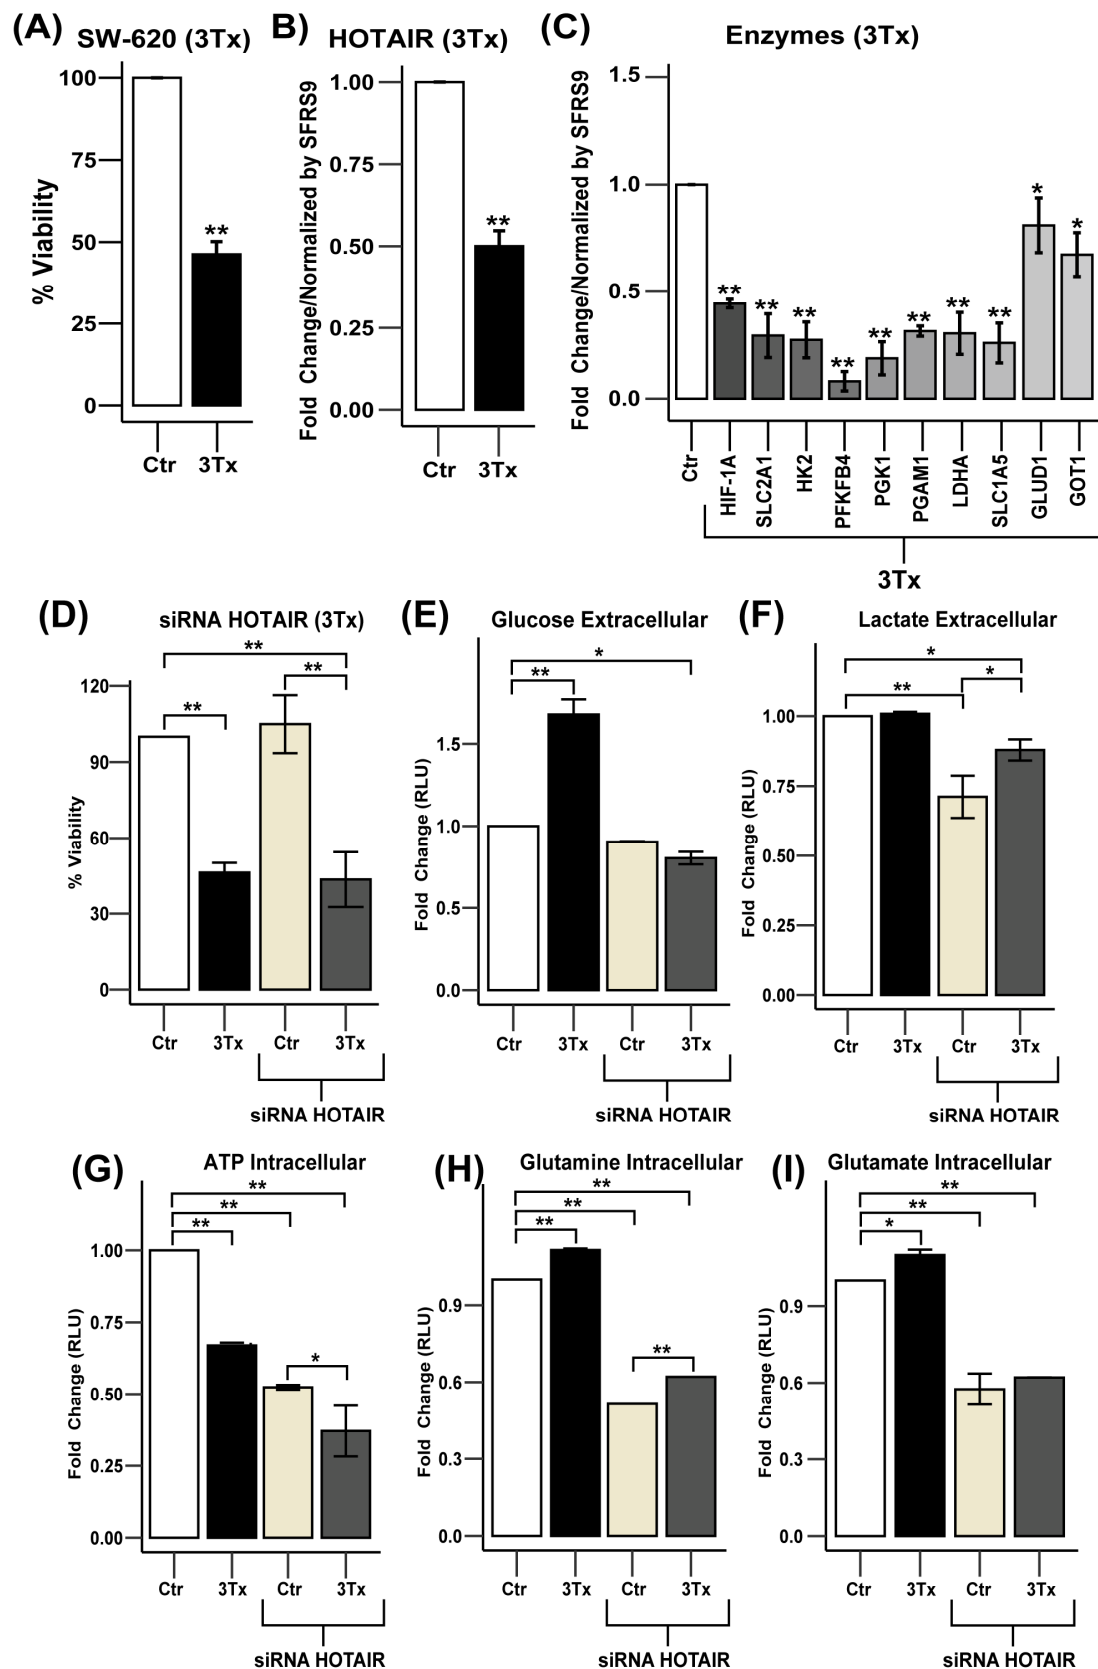 (A) SW-620 (3Tx)
% Viability
100
75
50
25
0
**
Ctr 3Tx
B) HOTAIR (3Tx)
Fold Change/Normalized by SFRS9
1.00
0.75
0.50
0.25
0.00
**
Ctr 3Tx
(C) Enzymes (3Tx)
Fold Change/Normalized by SFRS9
1.5
1.0
0.5
0.0
** ** ** ** ** ** ** ** * *
Ctr HIF-1A SLC2A1 HK2 PFKFB4 PGK1 PGAM1 LDHA SLC1A5 GLUD1 GOT1
3Tx
(D) siRNA HOTAIR (3Tx)
% Viability
120
90
60
30
0
**
**
**
Ctr 3Tx Ctr 3Tx
siRNA HOTAIR
(E) Glucose Extracellular
Fold Change (RLU)
1.5
1.0
0.5
0.0
*
**
Ctr 3Tx Ctr 3Tx
siRNA HOTAIR
(F) Lactate Extracellular
Fold Change (RLU)
1.00
0.75
0.50
0.25
0.00
*
*
**
Ctr 3Tx Ctr 3Tx
siRNA HOTAIR
(G) ATP Intracellular
Fold Change (RLU)
1.00
0.75
0.50
0.25
0.00
**
**
**
*
Ctr 3Tx Ctr 3Tx
siRNA HOTAIR
(H) Glutamine Intracellular
Fold Change (RLU)
0.9
0.6
0.3
0.0
**
**
**
**
Ctr 3Tx Ctr 3Tx
siRNA HOTAIR
(I) Glutamate Intracellular
Fold Change (RLU)
0.9
0.6
0.3
0.0
**
**
*
Ctr 3Tx Ctr 3Tx
siRNA HOTAIR